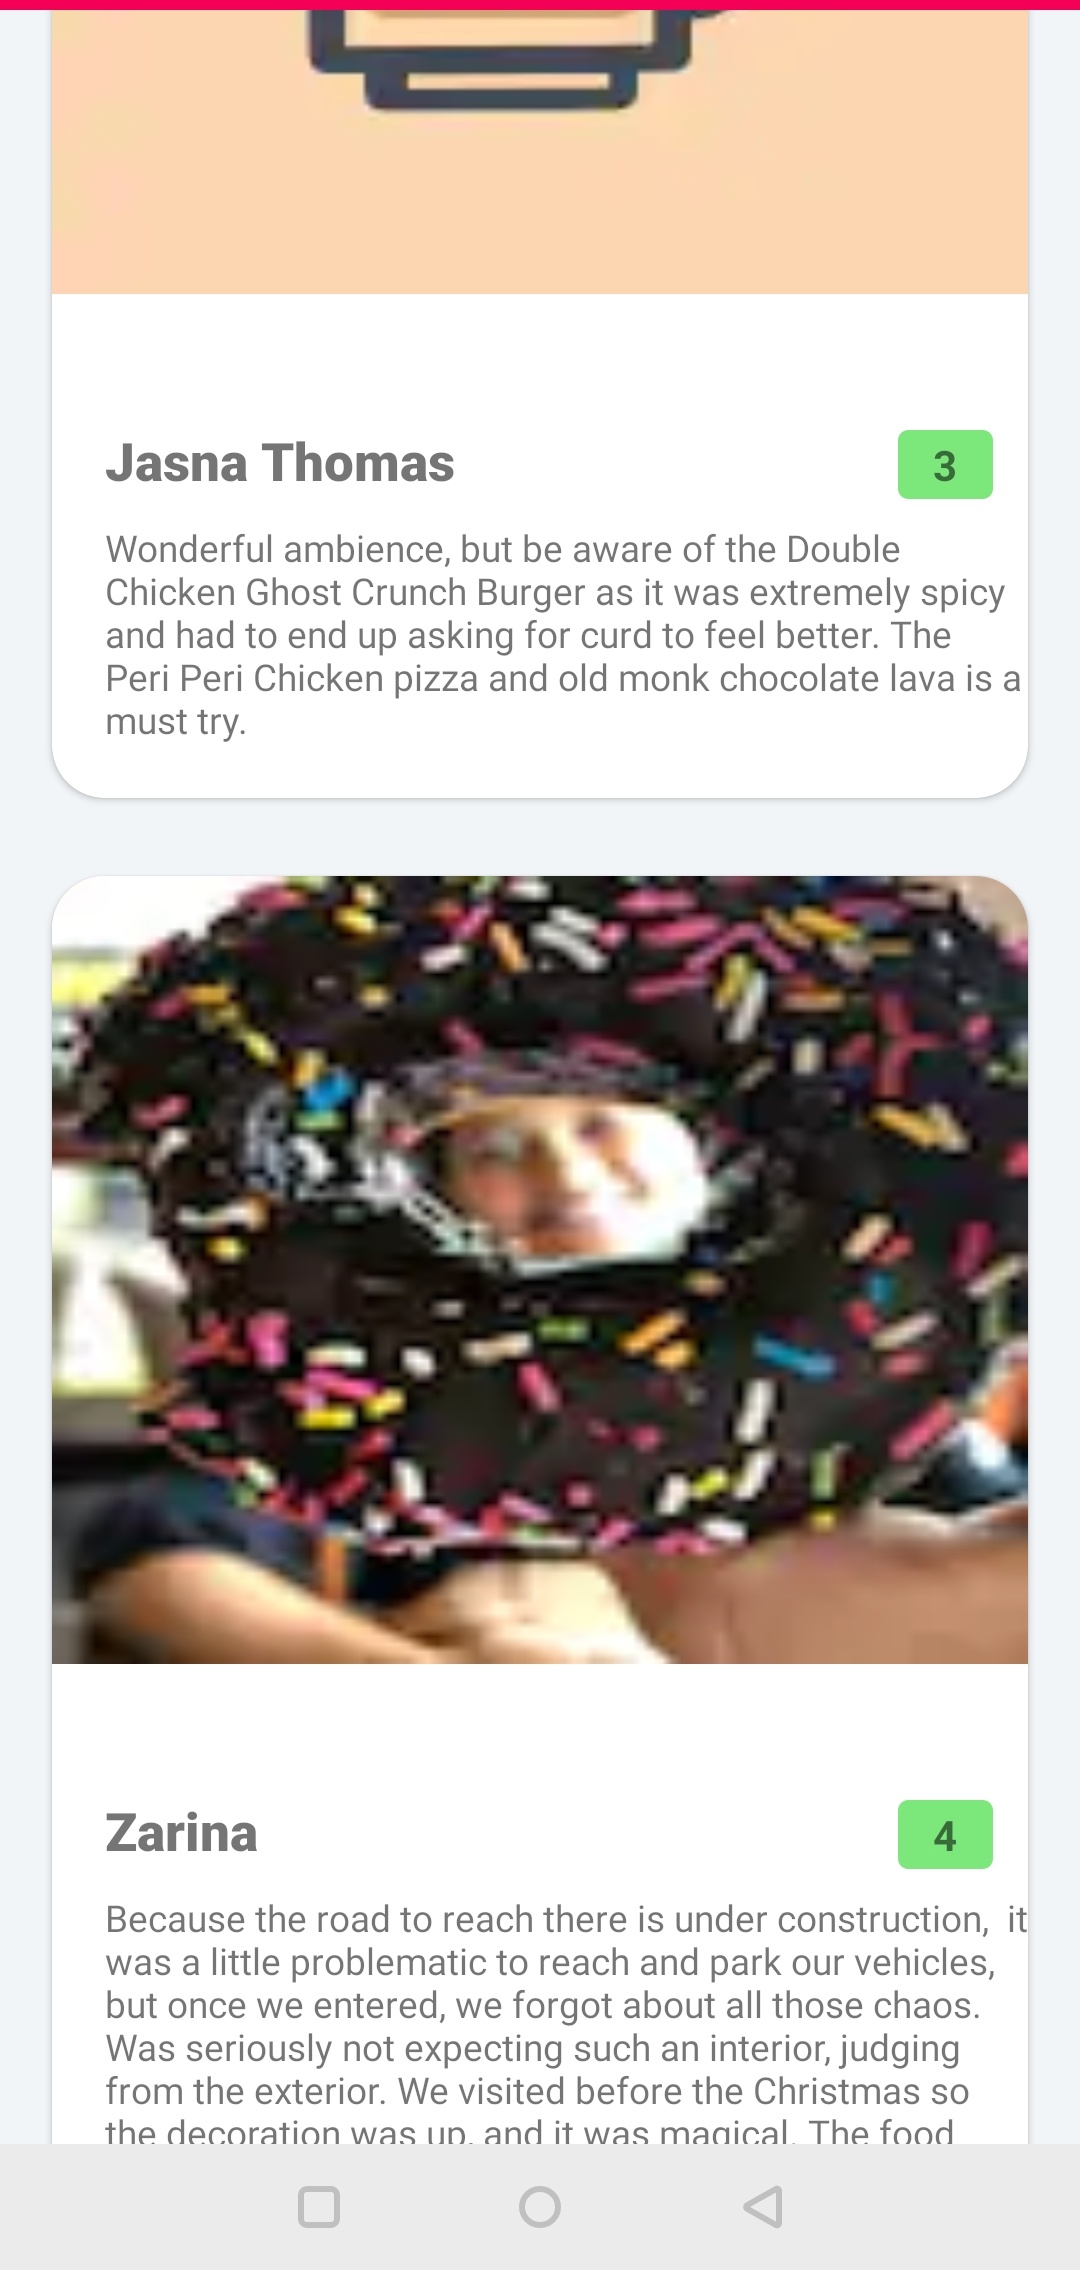 Jasna Thomas
3
Wonderful ambience, but be aware of the Double
Chicken Ghost Crunch Burger as it was extremely spicy
and had to end up asking for curd to feel better. The
Peri Peri Chicken pizza and old monk chocolate lava is a
must try.
Zarina
4
Because the road to reach there is under construction,  it
was a little problematic to reach and park our vehicles,
but once we entered, we forgot about all those chaos.
Was seriously not expecting such an interior, judging
from the exterior. We visited before the Christmas so
the decoration was up, and it was magical. The food